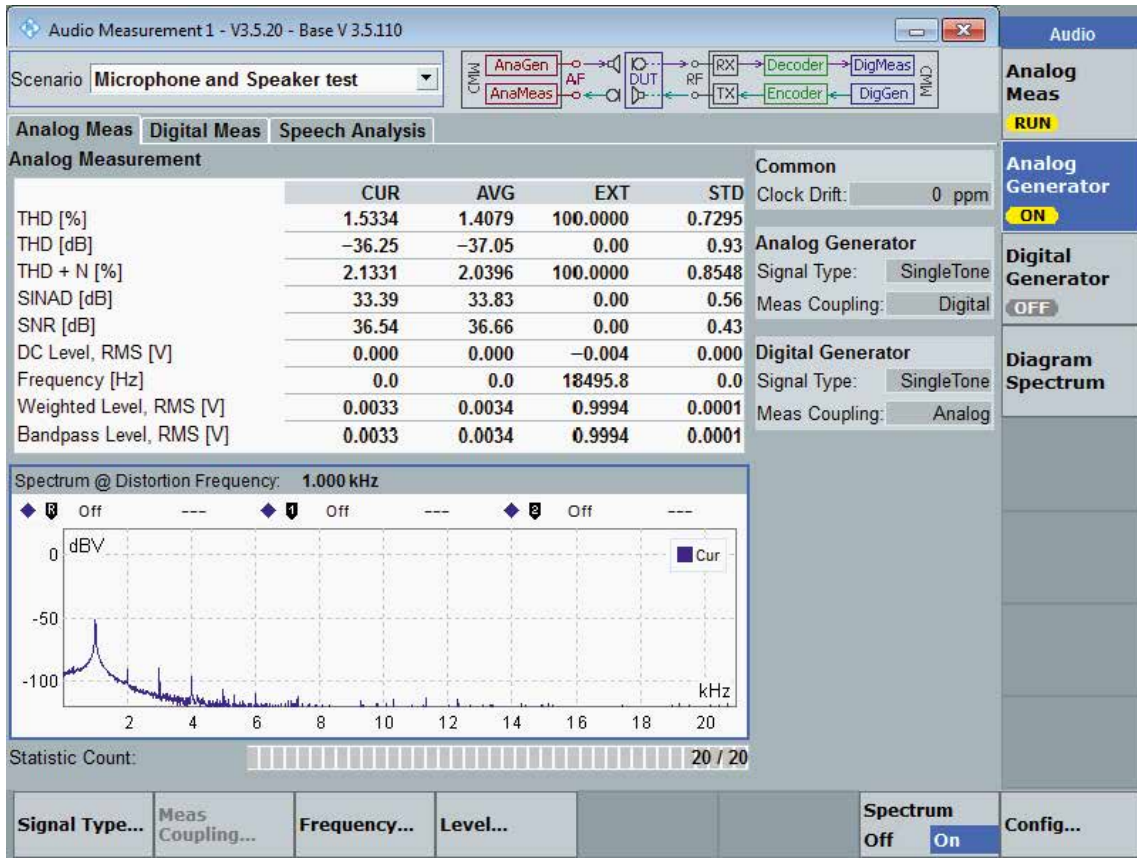 Audio Measurement 1 - V3.5.20 - Base V 3.5.110
Scenario Microphone and Speaker test
CMW AnaGen AF DUT RF RX Decoder DigMeas CMW
AnaMeas TX Encoder DigGen
Analog Meas Digital Meas Speech Analysis
Analog Measurement
CUR AVG EXT STD
THD [%] 1.5334 1.4079 100.0000 0.7295
THD [dB] −36.25 −37.05 0.00 0.93
THD + N [%] 2.1331 2.0396 100.0000 0.8548
SINAD [dB] 33.39 33.83 0.00 0.56
SNR [dB] 36.54 36.66 0.00 0.43
DC Level, RMS [V] 0.000 0.000 −0.004 0.000
Frequency [Hz] 0.0 0.0 18495.8 0.0
Weighted Level, RMS [V] 0.0033 0.0034 0.9994 0.0001
Bandpass Level, RMS [V] 0.0033 0.0034 0.9994 0.0001
Common
Clock Drift: 0 ppm
Analog Generator
Signal Type: SingleTone
Meas Coupling: Digital
Digital Generator
Signal Type: SingleTone
Meas Coupling: Analog
Spectrum @ Distortion Frequency: 1.000 kHz
R Off --- 1 Off --- 2 Off ---
dBV
Cur
0
-50
-100
kHz
2 4 6 8 10 12 14 16 18 20
Statistic Count: 20 / 20
Audio
Analog
Meas
RUN
Analog
Generator
ON
Digital
Generator
OFF
Diagram
Spectrum
Signal Type...
Meas
Coupling...
Frequency...
Level...
Spectrum
Off On
Config...